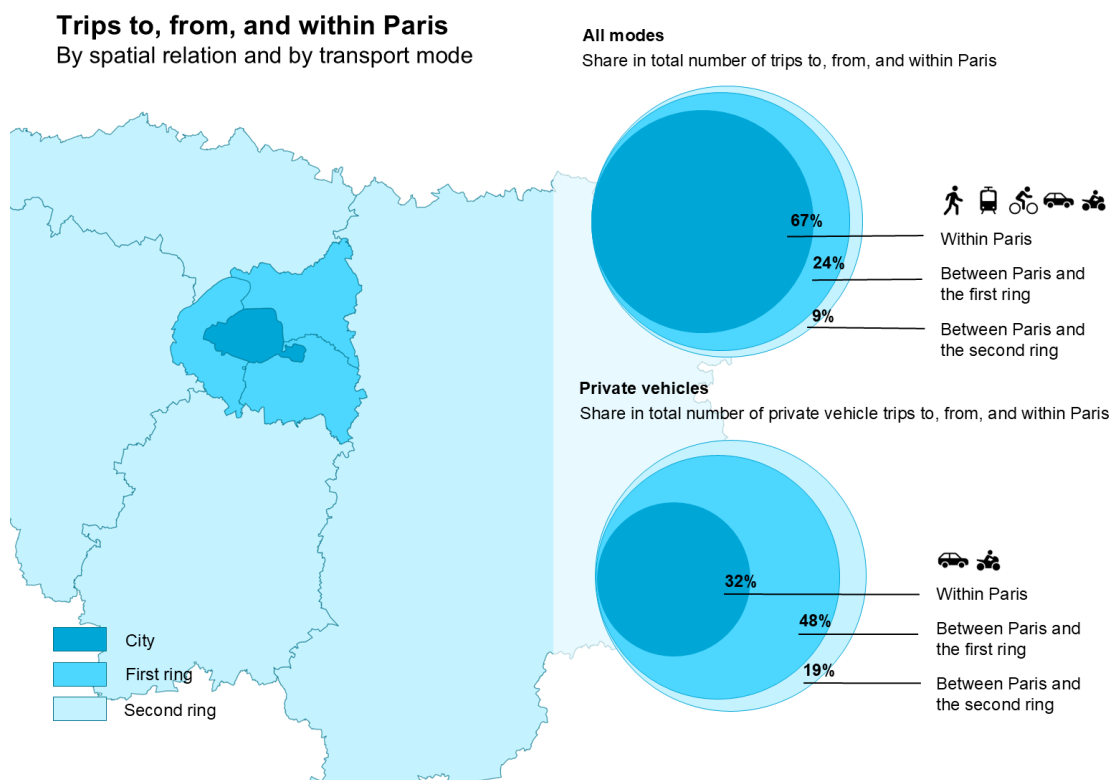 Trips to, from, and within Paris
By spatial relation and by transport mode
All modes
Share in total number of trips to, from, and within Paris
67%
Within Paris
24%
Between Paris and
the first ring
9%
Between Paris and
the second ring
Private vehicles
Share in total number of private vehicle trips to, from, and within Paris
32%
Within Paris
48%
Between Paris and
the first ring
19%
Between Paris and
the second ring
City
First ring
Second ring